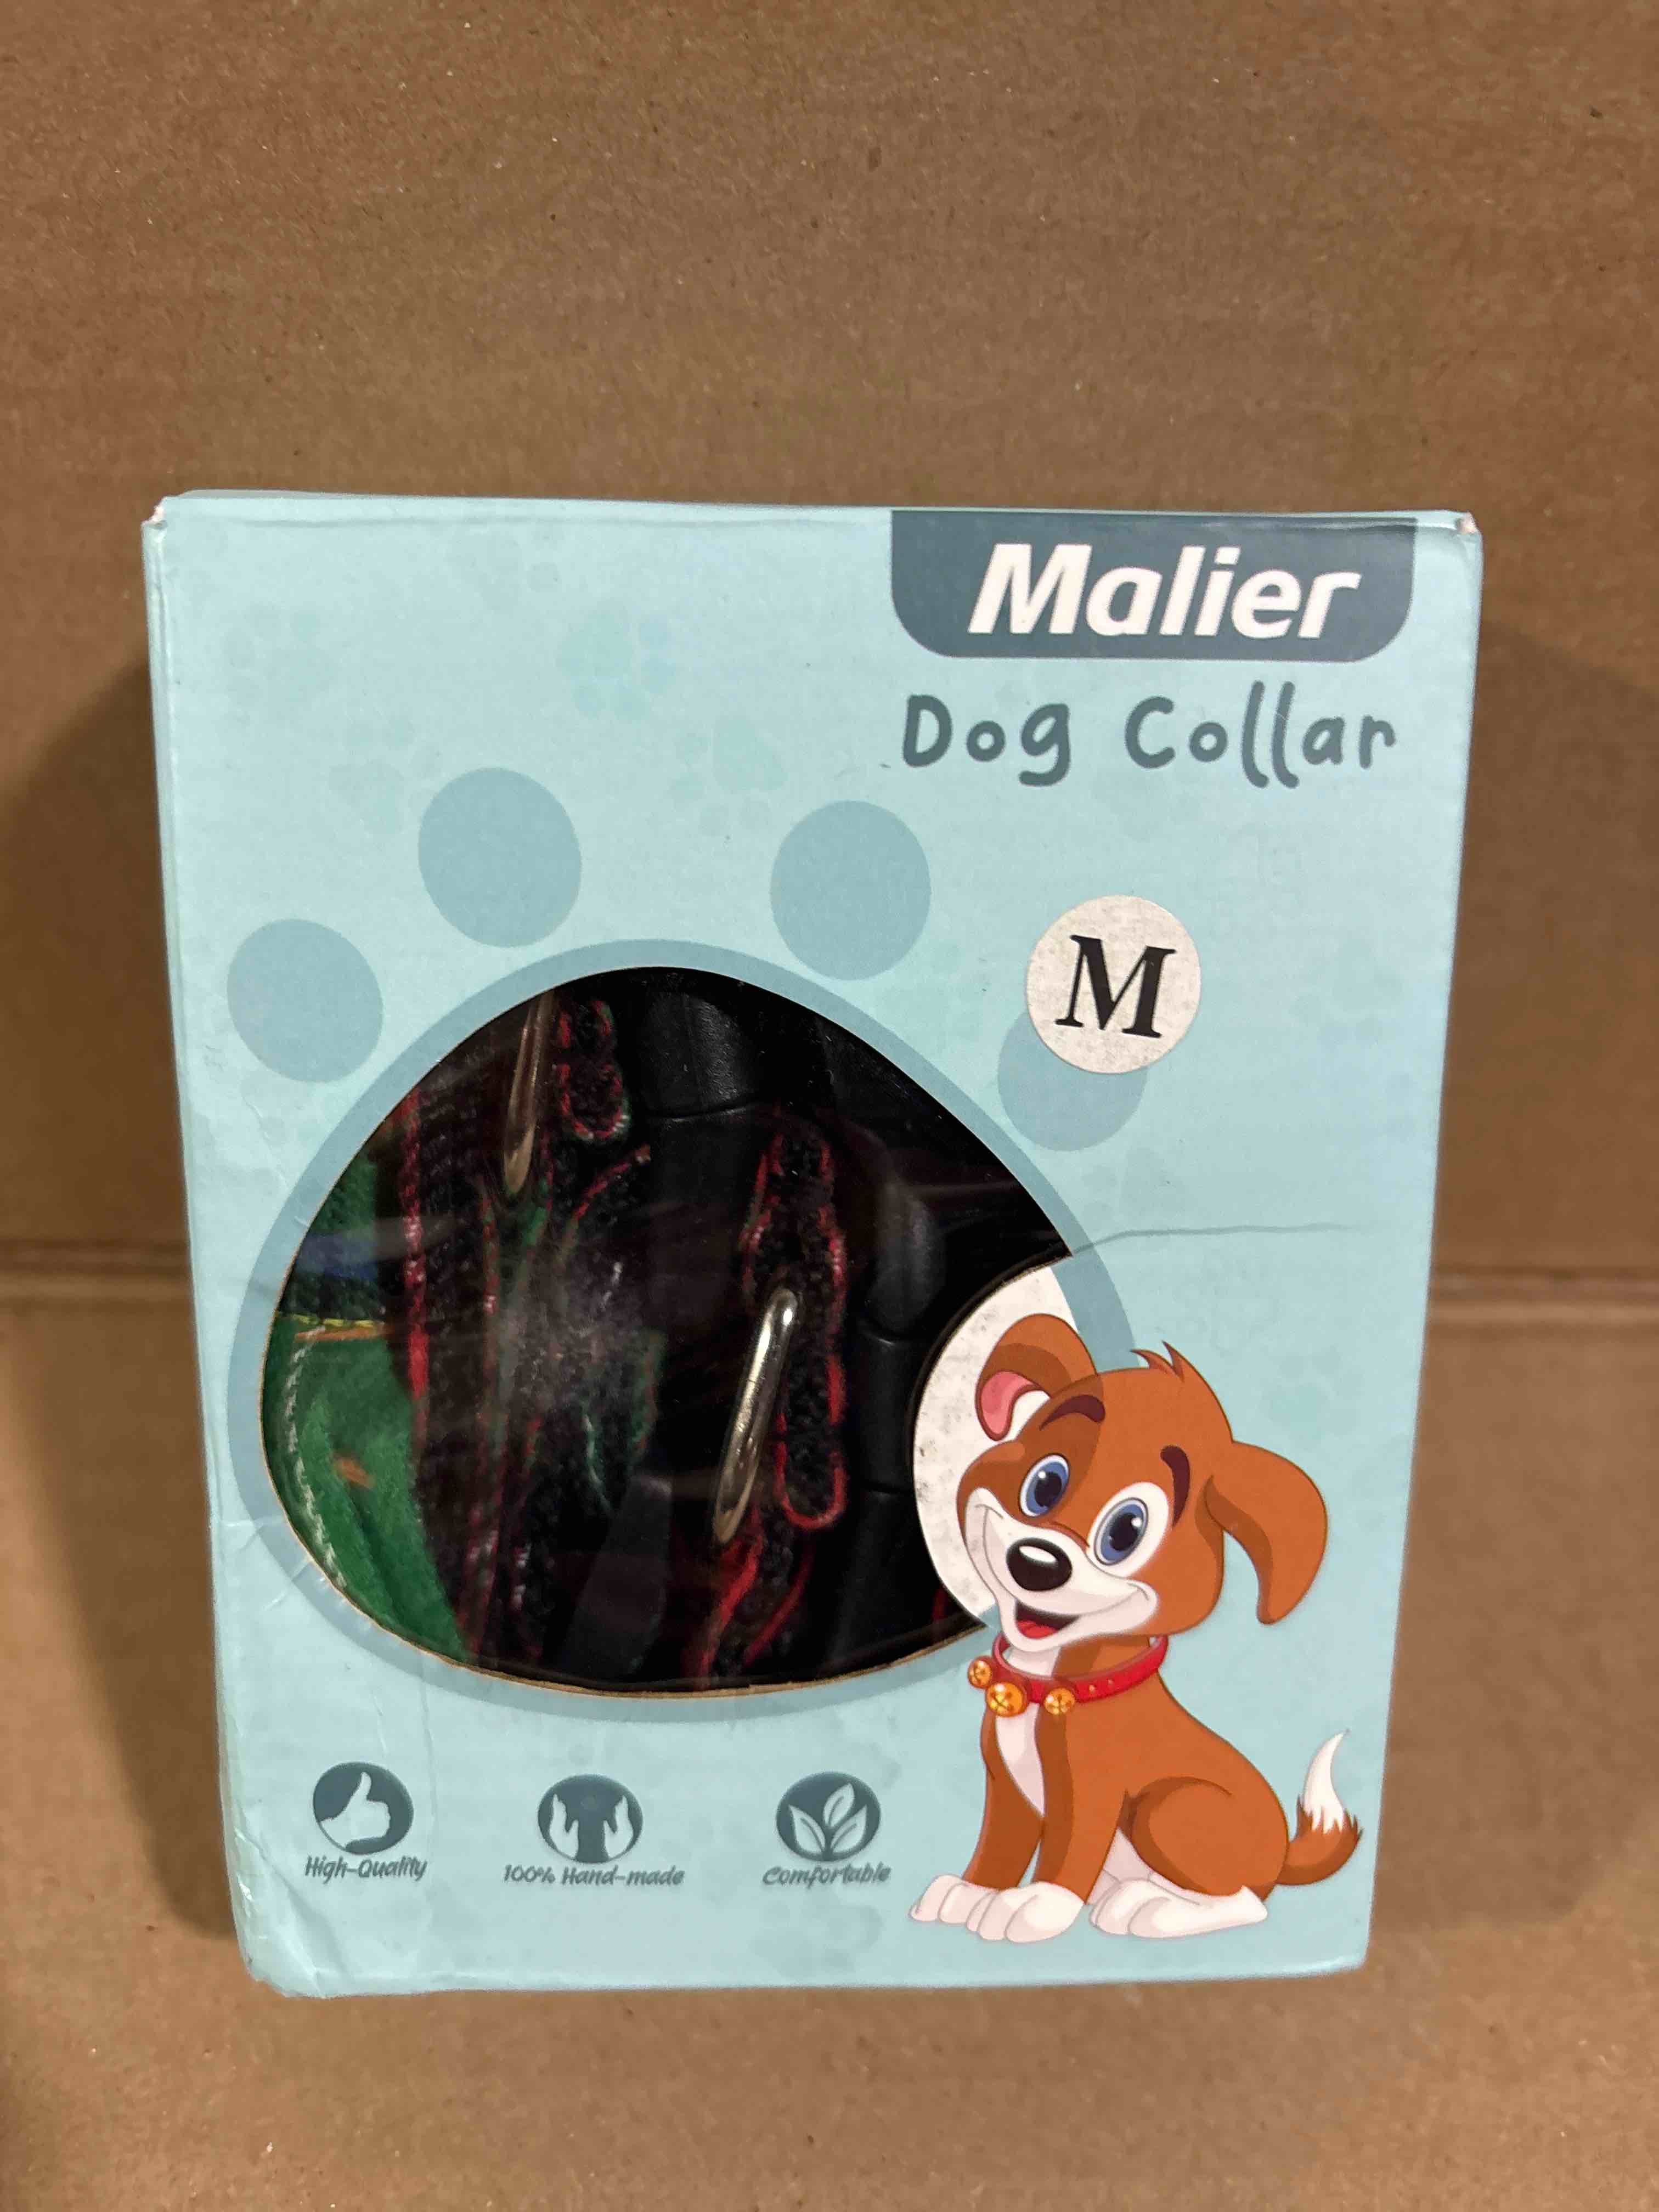 Malier
Dog Collar
M
High-Quality
100% Hand-made
Comfortable